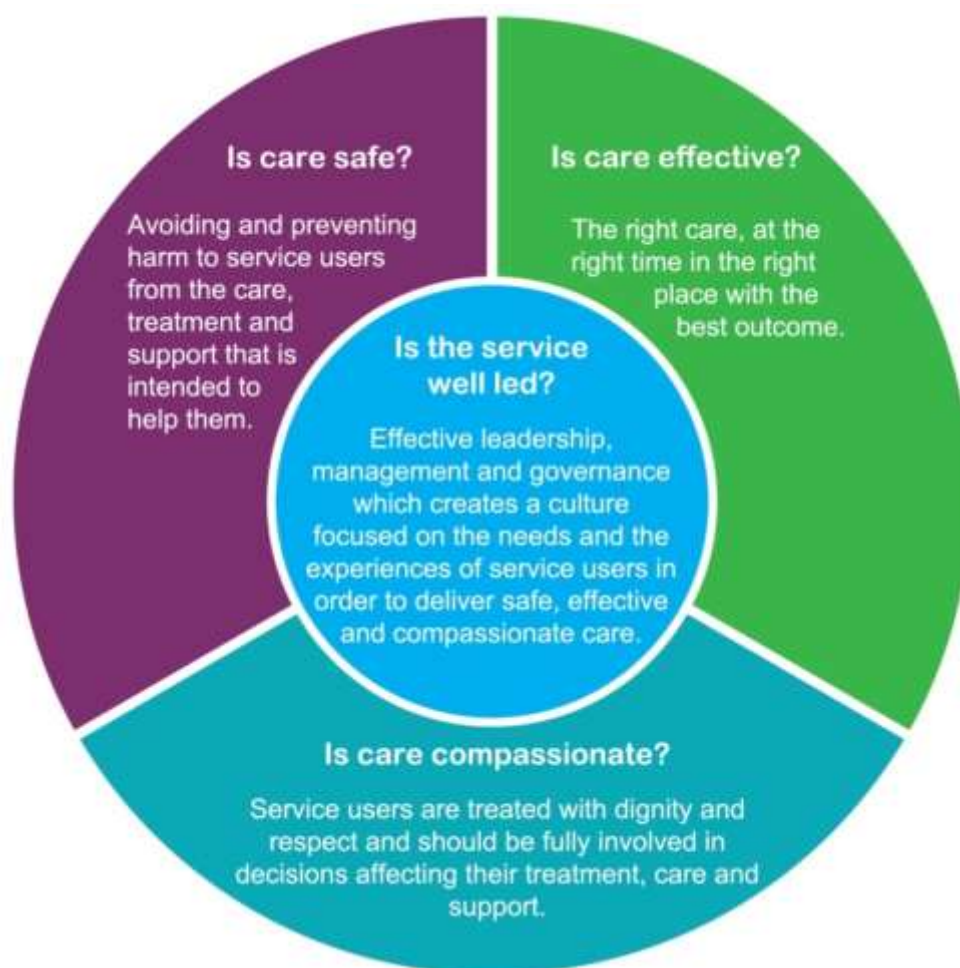 Is care safe?
Avoiding and preventing
harm to service users
from the care,
treatment and
support that is
intended to
help them.
Is care effective?
The right care, at the
right time in the right
place with the
best outcome.
Is the service
well led?
Effective leadership,
management and governance
which creates a culture
focused on the needs and the
experiences of service users in
order to deliver safe, effective
and compassionate care.
Is care compassionate?
Service users are treated with dignity and
respect and should be fully involved in
decisions affecting their treatment, care and
support.